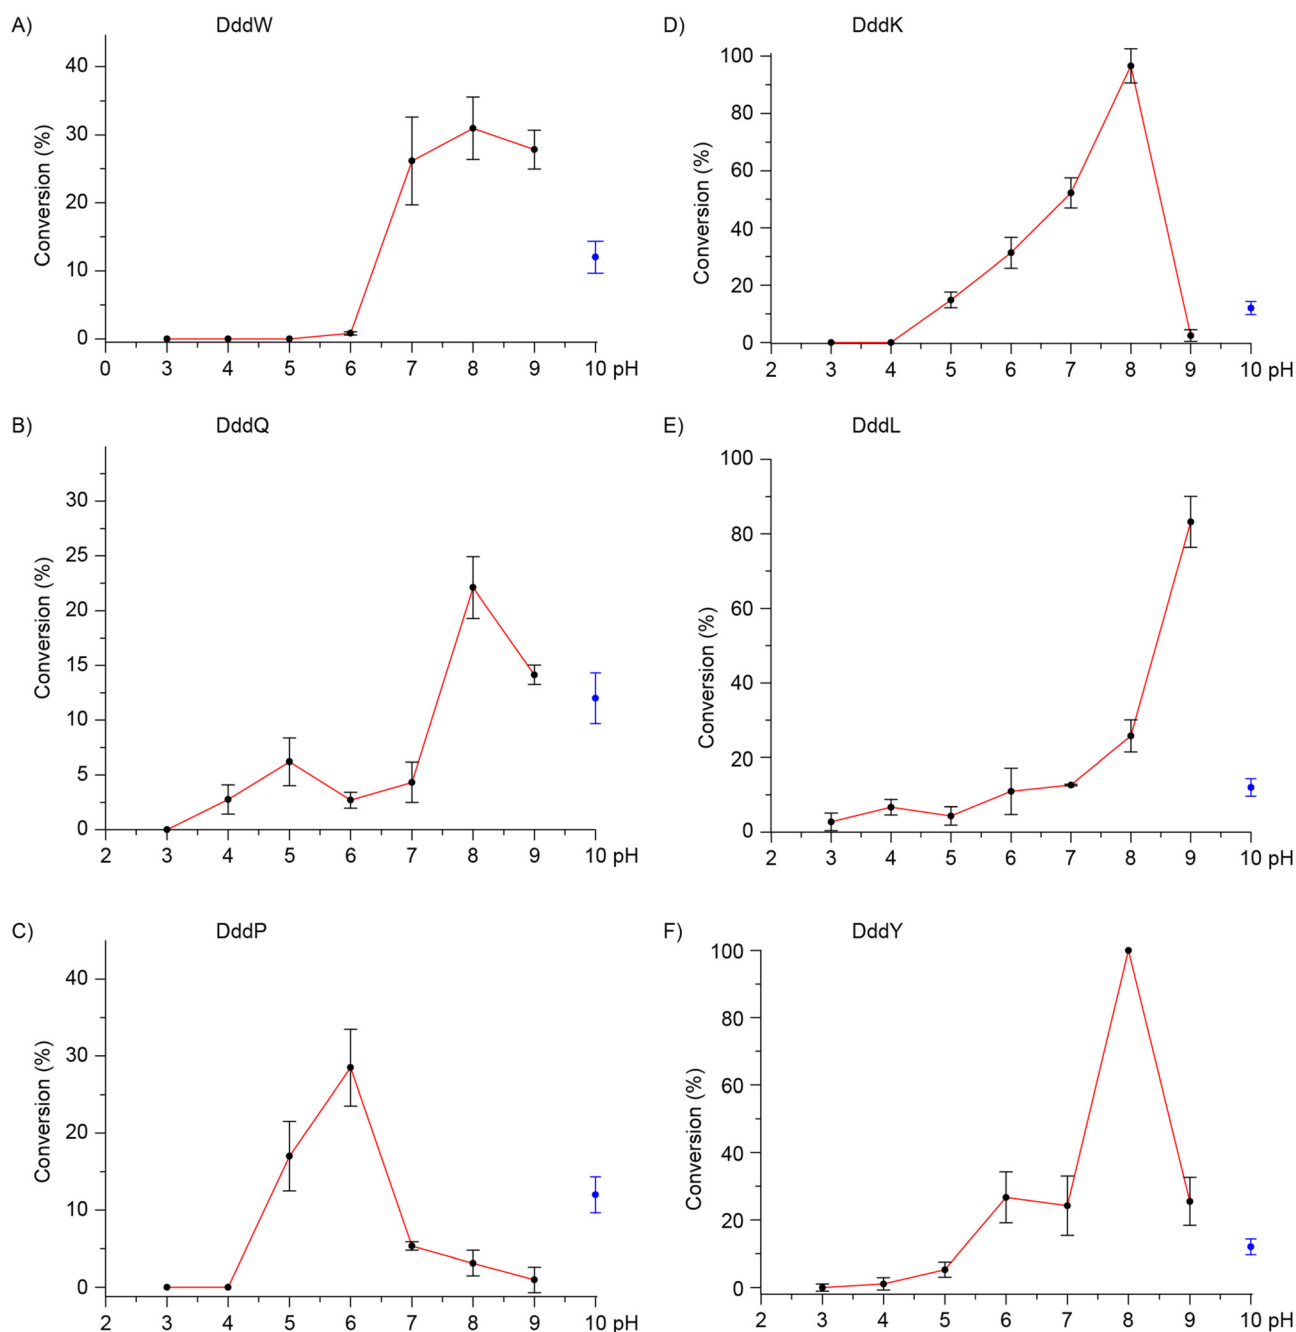 A) DddW
Conversion (%)
40
30
20
10
0
0 3 4 5 6 7 8 9 10 pH
B) DddQ
Conversion (%)
30
25
20
15
10
5
0
2 3 4 5 6 7 8 9 10 pH
C) DddP
Conversion (%)
40
30
20
10
0
2 3 4 5 6 7 8 9 10 pH
D) DddK
Conversion (%)
100
80
60
40
20
0
2 3 4 5 6 7 8 9 10 pH
E) DddL
Conversion (%)
100
80
60
40
20
0
2 3 4 5 6 7 8 9 10 pH
F) DddY
Conversion (%)
100
80
60
40
20
0
2 3 4 5 6 7 8 9 10 pH